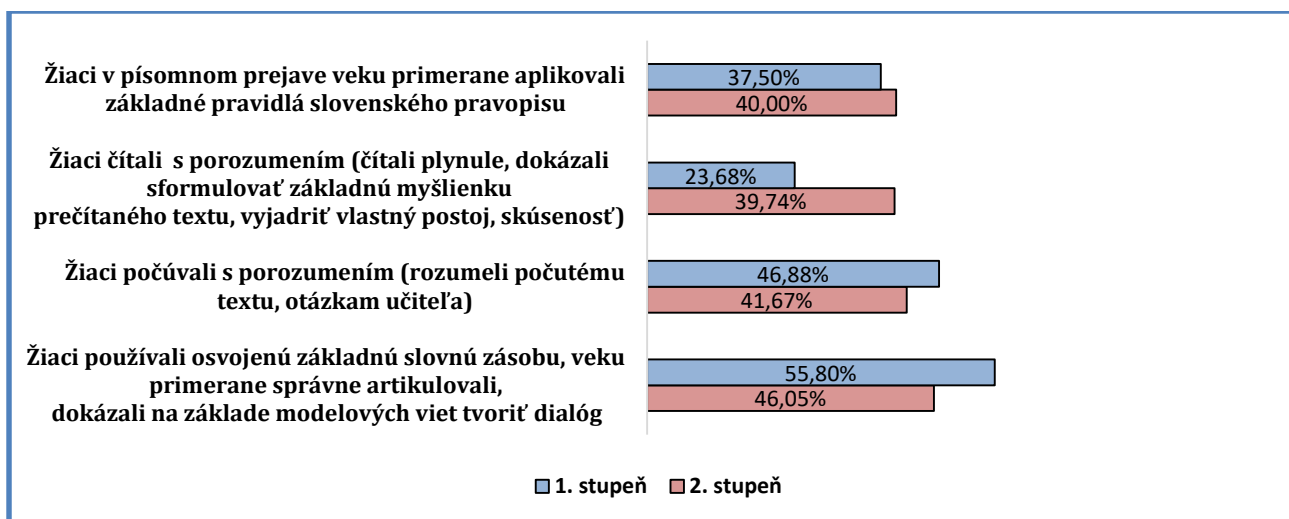 Žiaci v písomnom prejave veku primerane aplikovali
základné pravidlá slovenského pravopisu
37,50%
40,00%
Žiaci čítali  s porozumením (čítali plynule, dokázali
sformulovať základnú myšlienku
prečítaného textu, vyjadriť vlastný postoj, skúsenosť)
23,68%
39,74%
Žiaci počúvali s porozumením (rozumeli počutému
textu, otázkam učiteľa)
46,88%
41,67%
Žiaci používali osvojenú základnú slovnú zásobu, veku
primerane správne artikulovali,
dokázali na základe modelových viet tvoriť dialóg
55,80%
46,05%
1. stupeň 2. stupeň